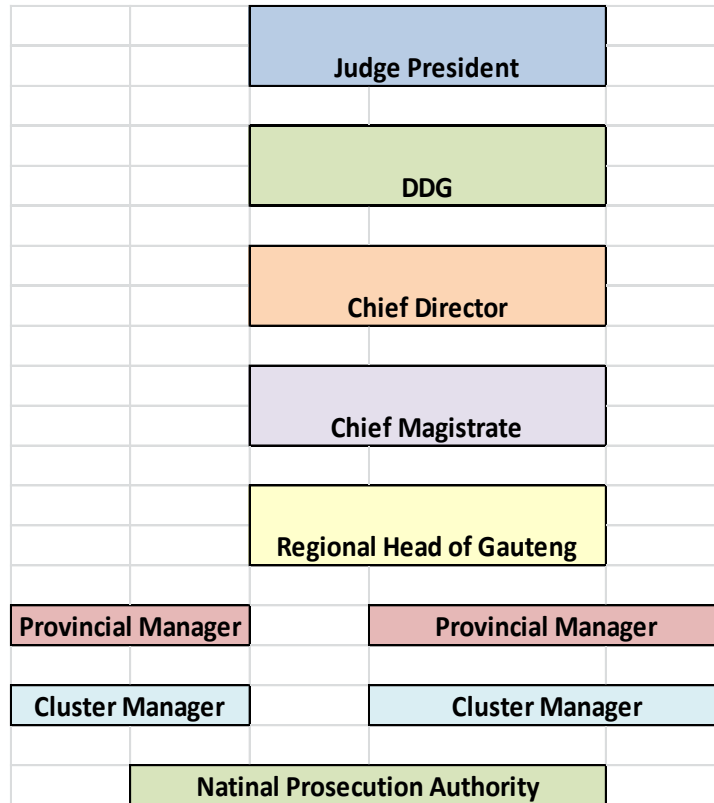 Judge President
DDG
Chief Director
Chief Magistrate
Regional Head of Gauteng
Provincial Manager
Provincial Manager
Cluster Manager
Cluster Manager
Natinal Prosecution Authority